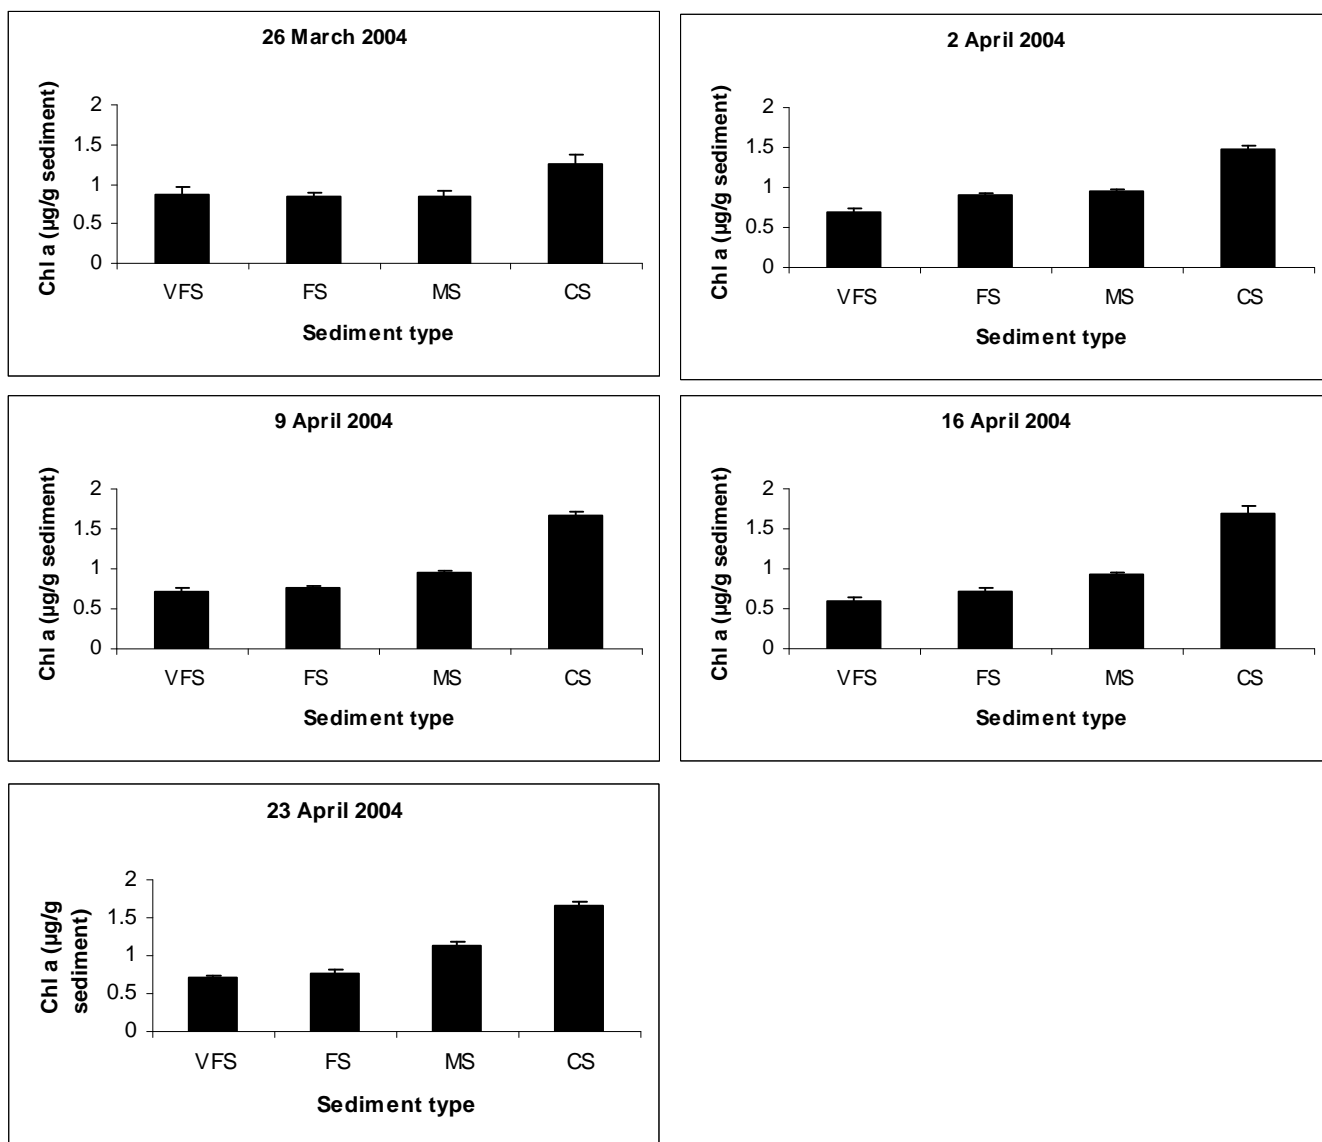 26 March 2004
Chl a (µg/g sediment)
2
1.5
1
0.5
0
VFS FS MS CS
Sediment type
2 April 2004
Chl a (µg/g sediment)
2
1.5
1
0.5
0
VFS FS MS CS
Sediment type
9 April 2004
Chl a (µg/g sediment)
2
1.5
1
0.5
0
VFS FS MS CS
Sediment type
16 April 2004
Chl a (µg/g sediment)
2
1.5
1
0.5
0
VFS FS MS CS
Sediment type
23 April 2004
Chl a (µg/g
sediment)
2
1.5
1
0.5
0
VFS FS MS CS
Sediment type